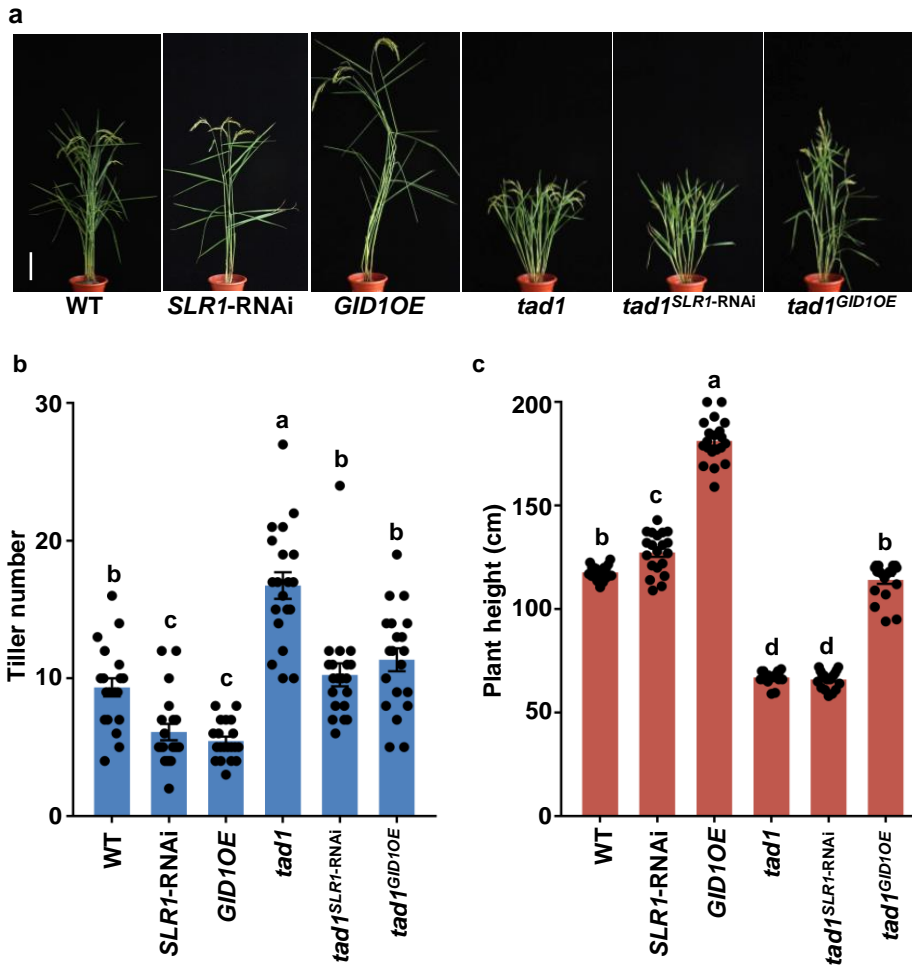 a
WT
SLR1-RNAi
GID1OE
tad1
tad1SLR1-RNAi
tad1GID1OE
b
Tiller number
30
20
10
0
b
c
c
a
b
b
WT
SLR1-RNAi
GID1OE
tad1
tad1SLR1-RNAi
tad1GID1OE
c
Plant height (cm)
200
150
100
50
0
b
c
a
d
d
b
WT
SLR1-RNAi
GID1OE
tad1
tad1SLR1-RNAi
tad1GID1OE